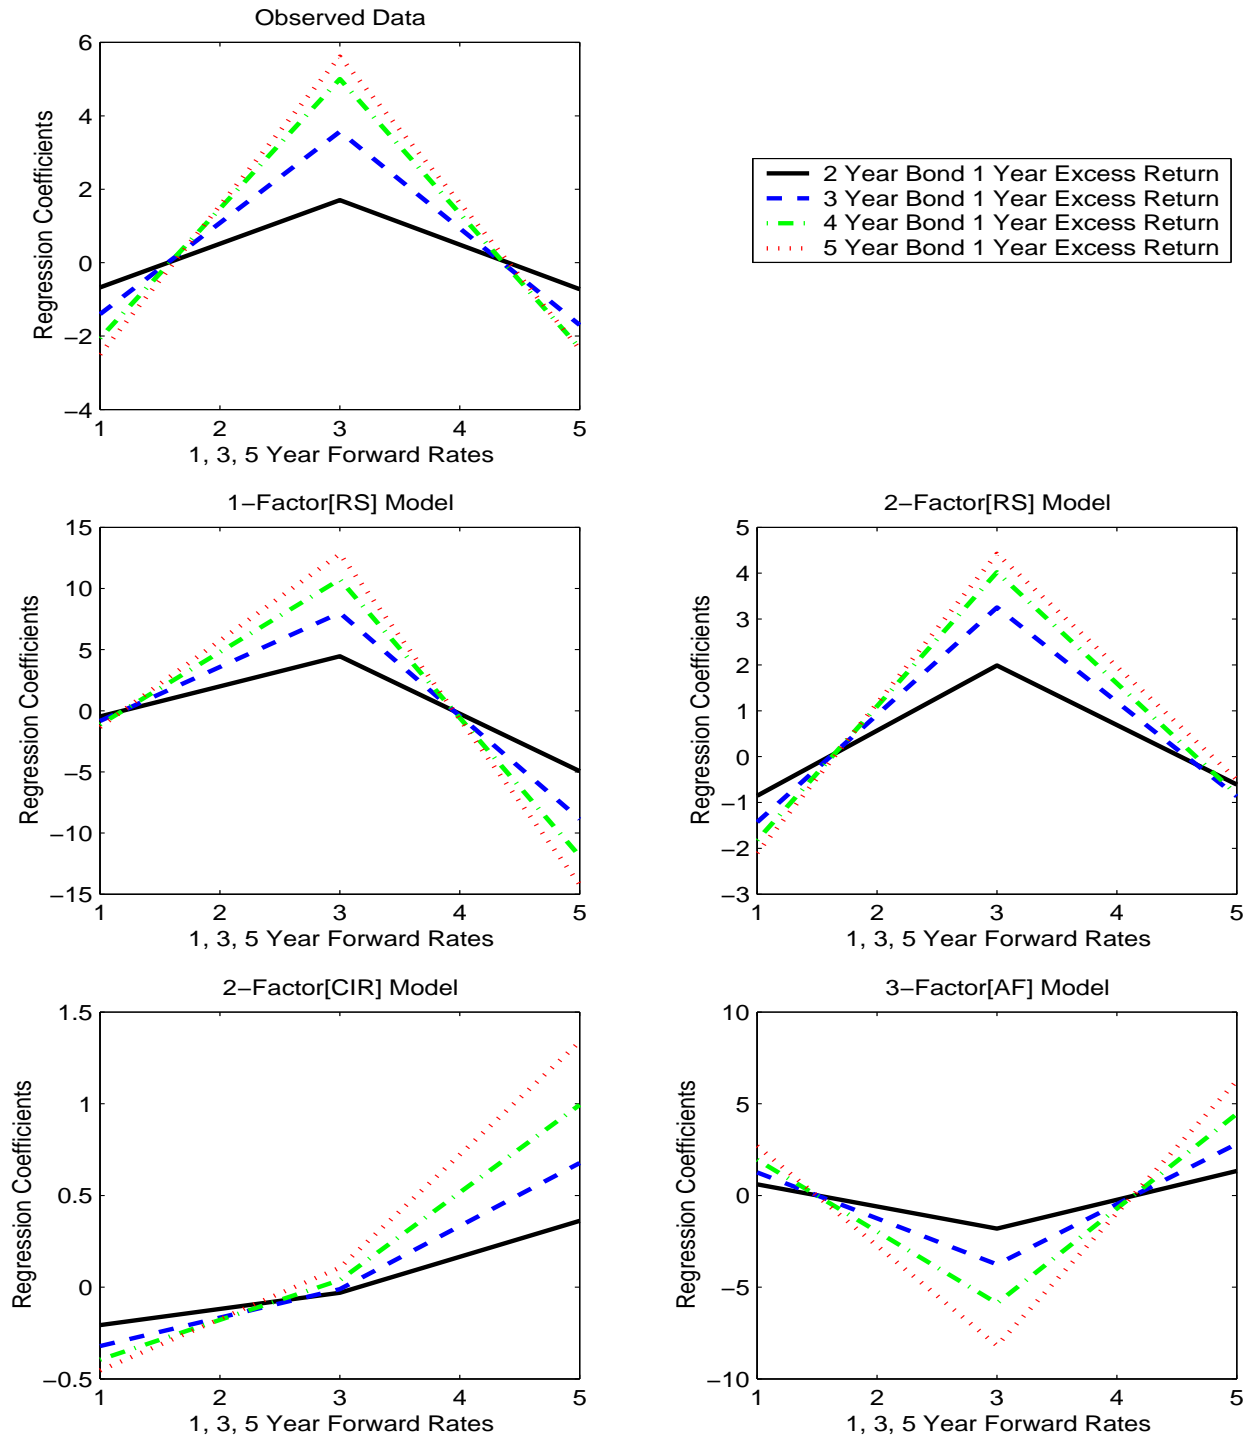 Observed Data
6
4
2
0
−2
−4
Regression Coefficients
1 2 3 4 5
1, 3, 5 Year Forward Rates
2 Year Bond 1 Year Excess Return
3 Year Bond 1 Year Excess Return
4 Year Bond 1 Year Excess Return
5 Year Bond 1 Year Excess Return
1−Factor[RS] Model
15
10
5
0
−5
−10
−15
Regression Coefficients
1 2 3 4 5
1, 3, 5 Year Forward Rates
2−Factor[RS] Model
5
4
3
2
1
0
−1
−2
−3
Regression Coefficients
1 2 3 4 5
1, 3, 5 Year Forward Rates
2−Factor[CIR] Model
1.5
1
0.5
0
−0.5
Regression Coefficients
1 2 3 4 5
1, 3, 5 Year Forward Rates
3−Factor[AF] Model
10
5
0
−5
−10
Regression Coefficients
1 2 3 4 5
1, 3, 5 Year Forward Rates